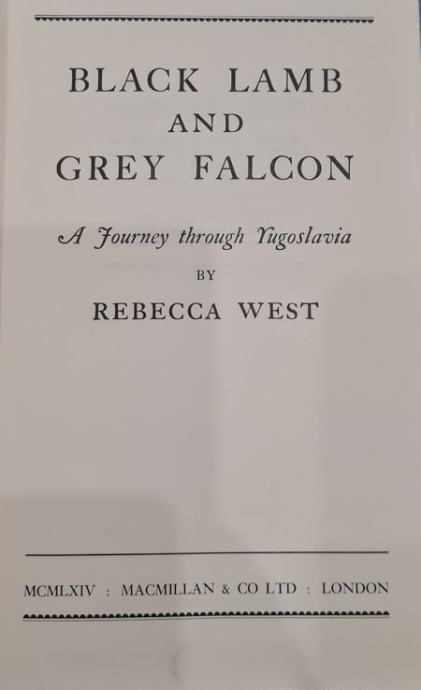 BLACK LAMB
AND
GREY FALCON
A Journey through Yugoslavia
BY
REBECCA WEST
MCMLXIV : MACMILLAN & CO LTD : LONDON